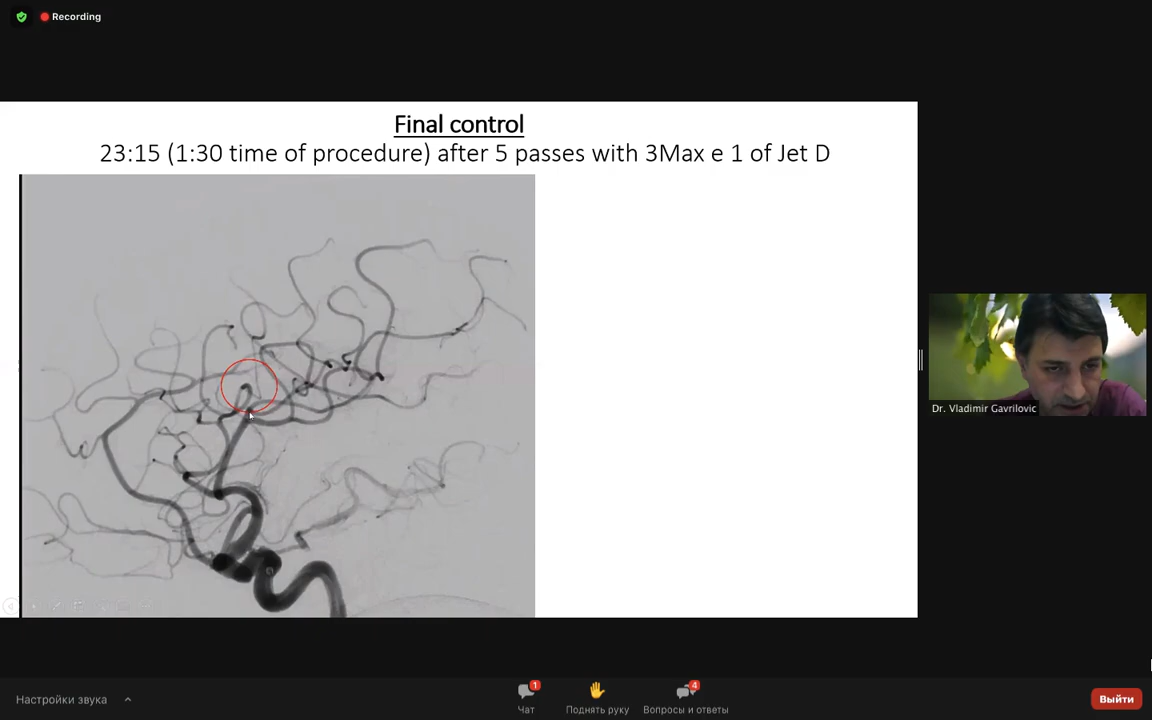 Recording
Final control
23:15 (1:30 time of procedure) after 5 passes with 3Max e 1 of Jet D
Dr. Vladimir Gavrilovic
Настройки звука
1
Чат
Поднять руку
4
Вопросы и ответы
Выйти